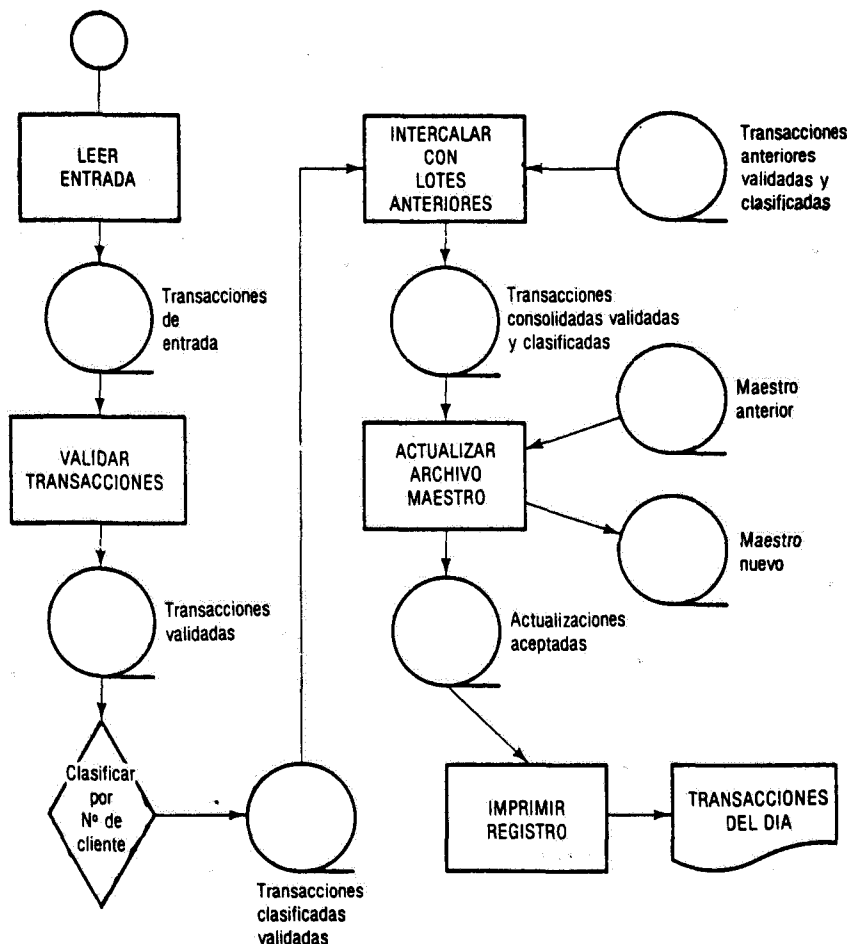 LEER
ENTRADA
Transacciones
de
entrada
VALIDAR
TRANSACCIONES
Transacciones
validadas
Clasificar
por
Nº de
cliente
Transacciones
clasificadas
validadas
INTERCALAR
CON
LOTES
ANTERIORES
Transacciones
anteriores
validadas y
clasificadas
Transacciones
consolidadas validadas
y clasificadas
Maestro
anterior
ACTUALIZAR
ARCHIVO
MAESTRO
Maestro
nuevo
Actualizaciones
aceptadas
IMPRIMIR
REGISTRO
TRANSACCIONES
DEL DIA